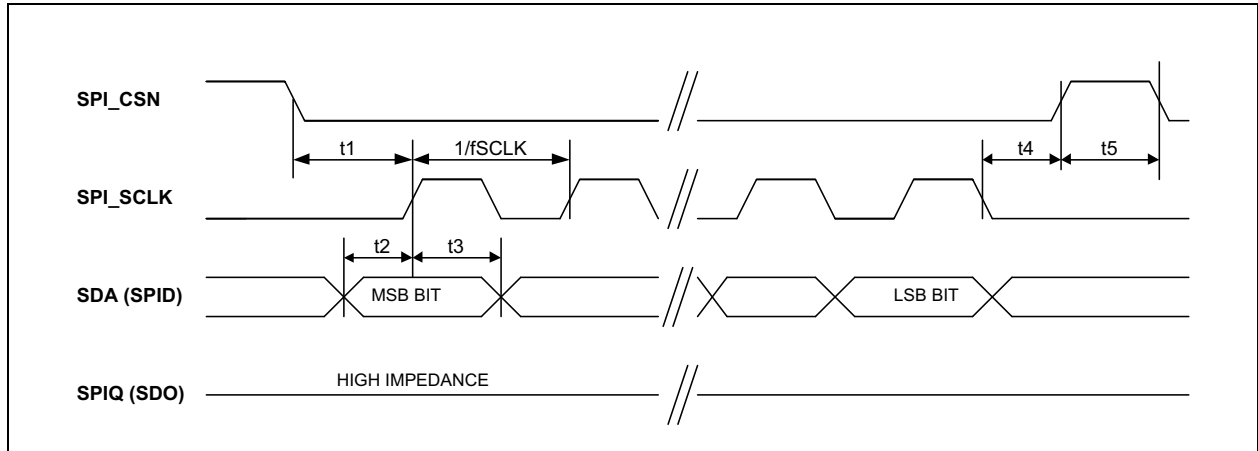 SPI_CSN
t1
1/fSCLK
t4
t5
SPI_SCLK
t2
t3
SDA (SPID)
MSB BIT
LSB BIT
SPIQ (SDO)
HIGH IMPEDANCE